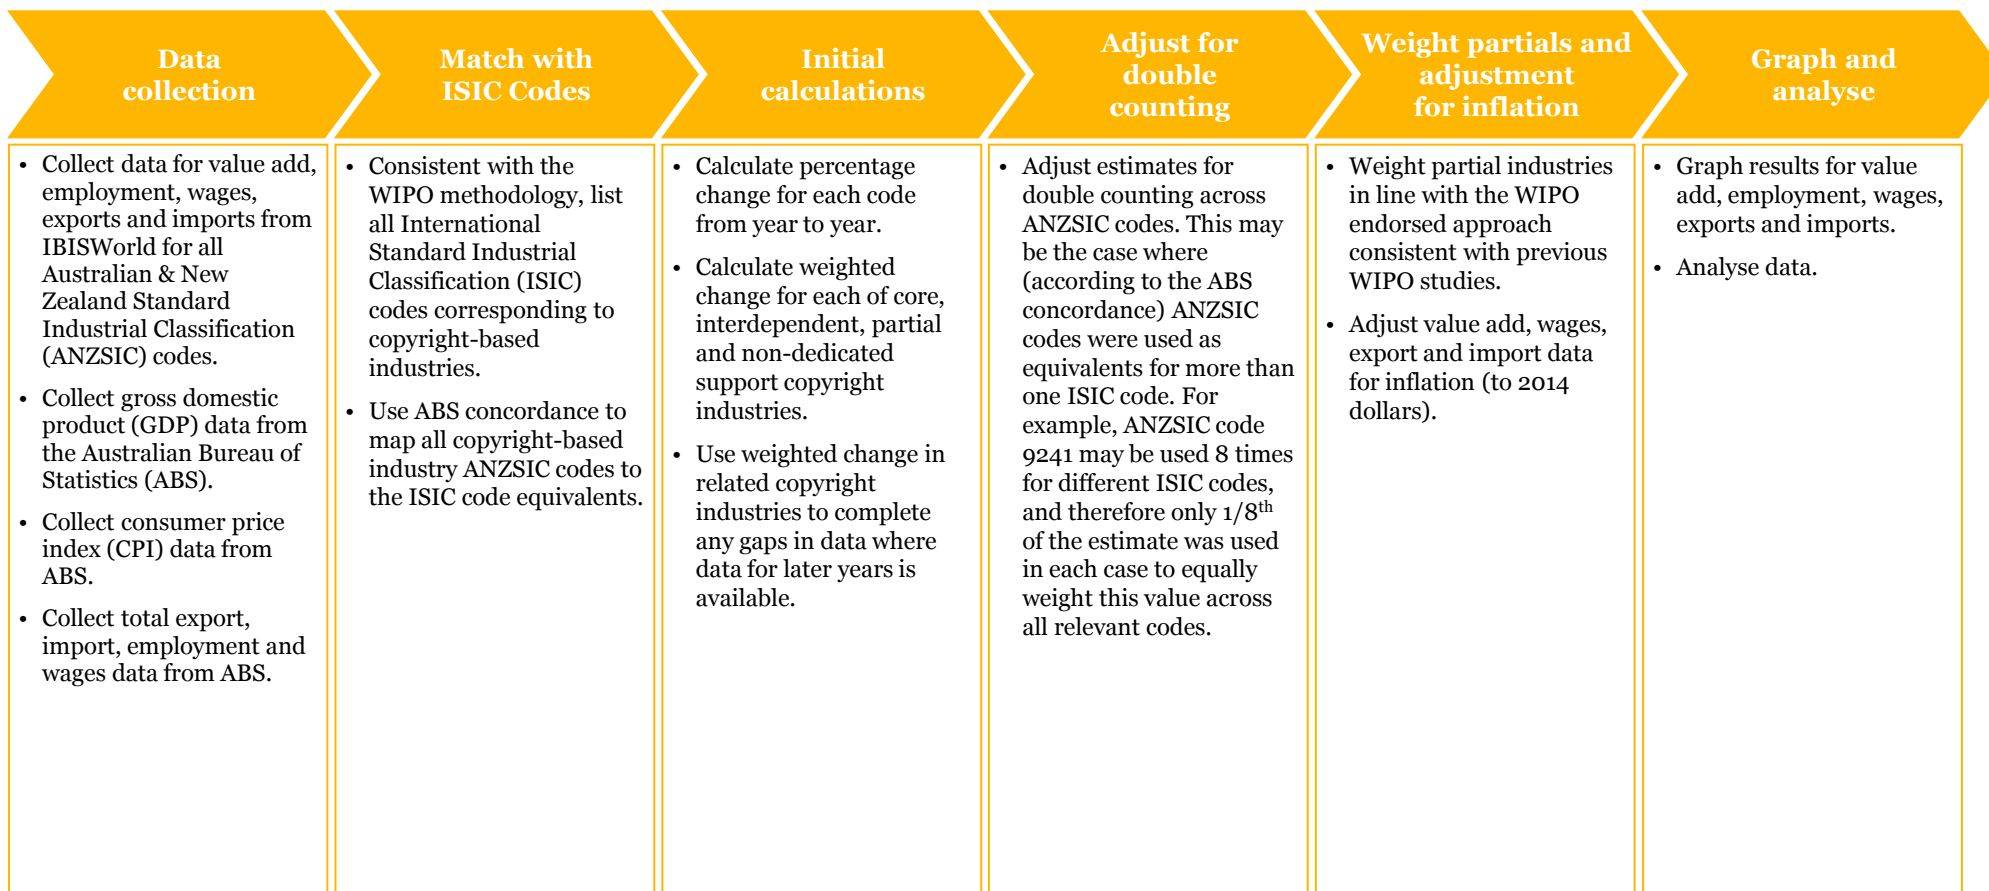 Data
collection
Match with
ISIC Codes
Initial
calculations
Adjust for
double
counting
Weight partials and
adjustment
for inflation
Graph and
analyse
• Collect data for value add,
employment, wages,
exports and imports from
IBISWorld for all
Australian & New
Zealand Standard
Industrial Classification
(ANZSIC) codes.
• Collect gross domestic
product (GDP) data from
the Australian Bureau of
Statistics (ABS).
• Collect consumer price
index (CPI) data from
ABS.
• Collect total export,
import, employment and
wages data from ABS.
• Consistent with the
WIPO methodology, list
all International
Standard Industrial
Classification (ISIC)
codes corresponding to
copyright-based
industries.
• Use ABS concordance to
map all copyright-based
industry ANZSIC codes to
the ISIC code equivalents.
• Calculate percentage
change for each code
from year to year.
• Calculate weighted
change for each of core,
interdependent, partial
and non-dedicated
support copyright
industries.
• Use weighted change in
related copyright
industries to complete
any gaps in data where
data for later years is
available.
• Adjust estimates for
double counting across
ANZSIC codes. This may
be the case where
(according to the ABS
concordance) ANZSIC
codes were used as
equivalents for more than
one ISIC code. For
example, ANZSIC code
9241 may be used 8 times
for different ISIC codes,
and therefore only 1/8th
of the estimate was used
in each case to equally
weight this value across
all relevant codes.
• Weight partial industries
in line with the WIPO
endorsed approach
consistent with previous
WIPO studies.
• Adjust value add, wages,
export and import data
for inflation (to 2014
dollars).
• Graph results for value
add, employment, wages,
exports and imports.
• Analyse data.